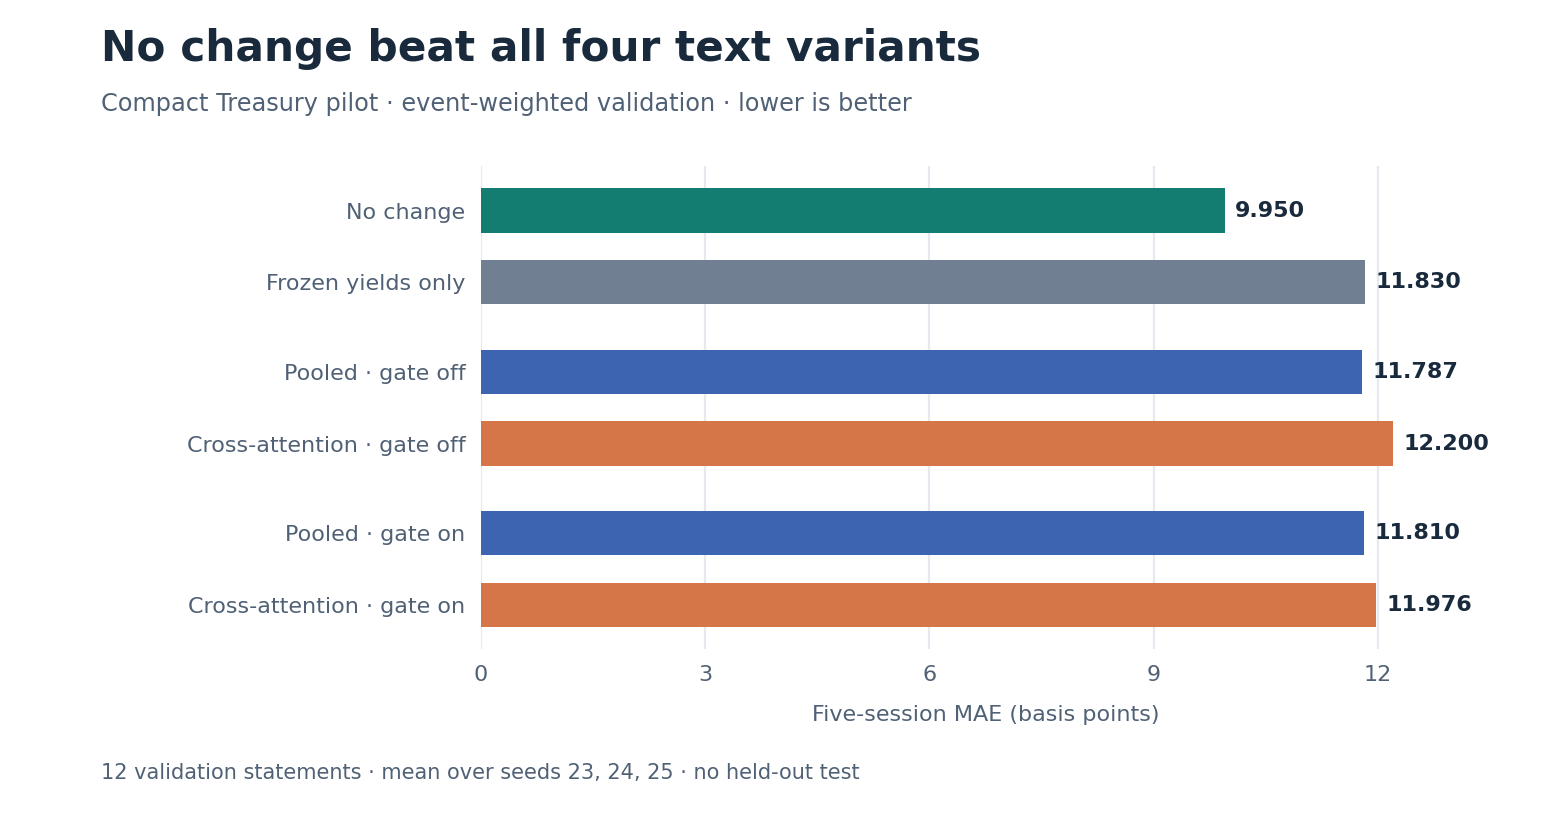 No change beat all four text variants
Compact Treasury pilot · event-weighted validation · lower is better
No change 9.950
Frozen yields only 11.830
Pooled · gate off 11.787
Cross-attention · gate off 12.200
Pooled · gate on 11.810
Cross-attention · gate on 11.976
0 3 6 9 12
Five-session MAE (basis points)
12 validation statements · mean over seeds 23, 24, 25 · no held-out test